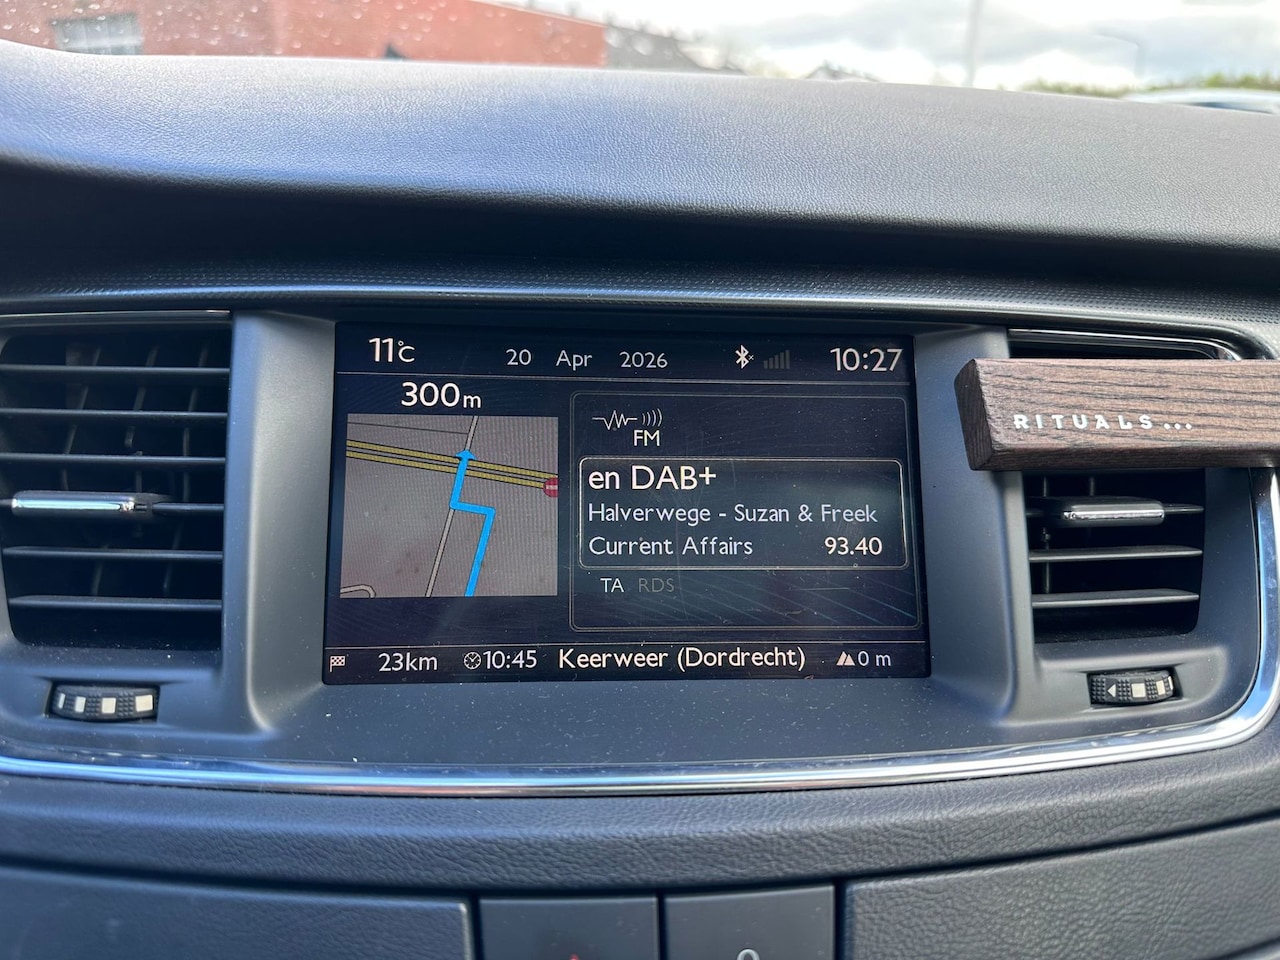 11°C 20 Apr 2026 10:27
300m
FM
en DAB+
Halverwege - Suzan & Freek
Current Affairs 93.40
TA RDS
23km 10:45 Keerweer (Dordrecht) 0 m
RITUALS...